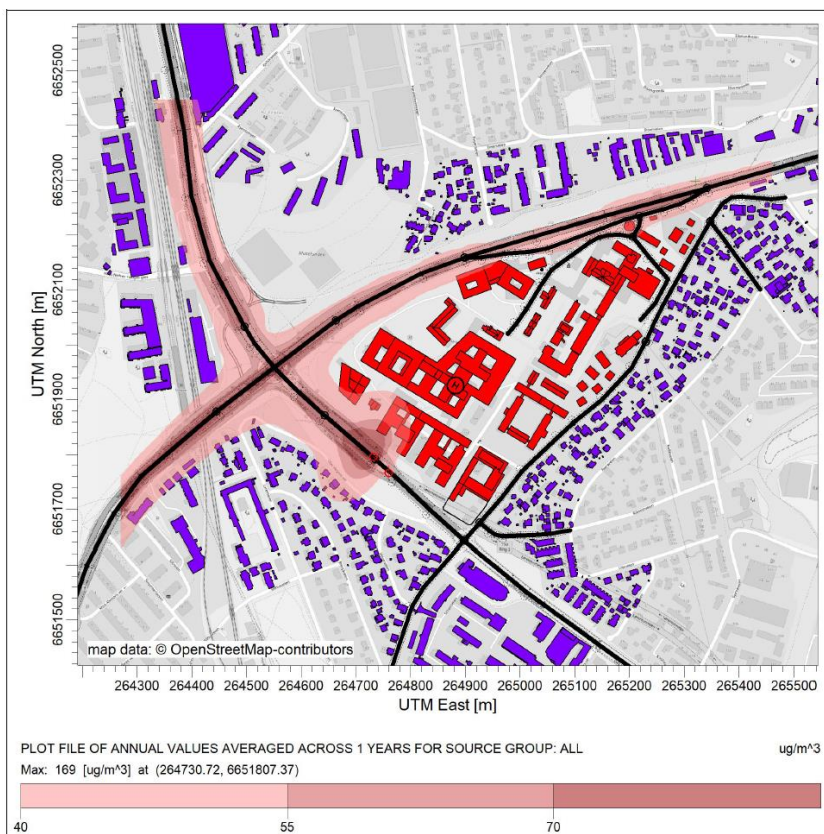 6652500
6652300
6652100
6651900
6651700
6651500
UTM North [m]
H
map data: © OpenStreetMap-contributors
264300 264400 264500 264600 264700 264800 264900 265000 265100 265200 265300 265400 265500
UTM East [m]
PLOT FILE OF ANNUAL VALUES AVERAGED ACROSS 1 YEARS FOR SOURCE GROUP: ALL ug/m^3
Max: 169 [ug/m^3] at (264730.72, 6651807.37)
40 55 70